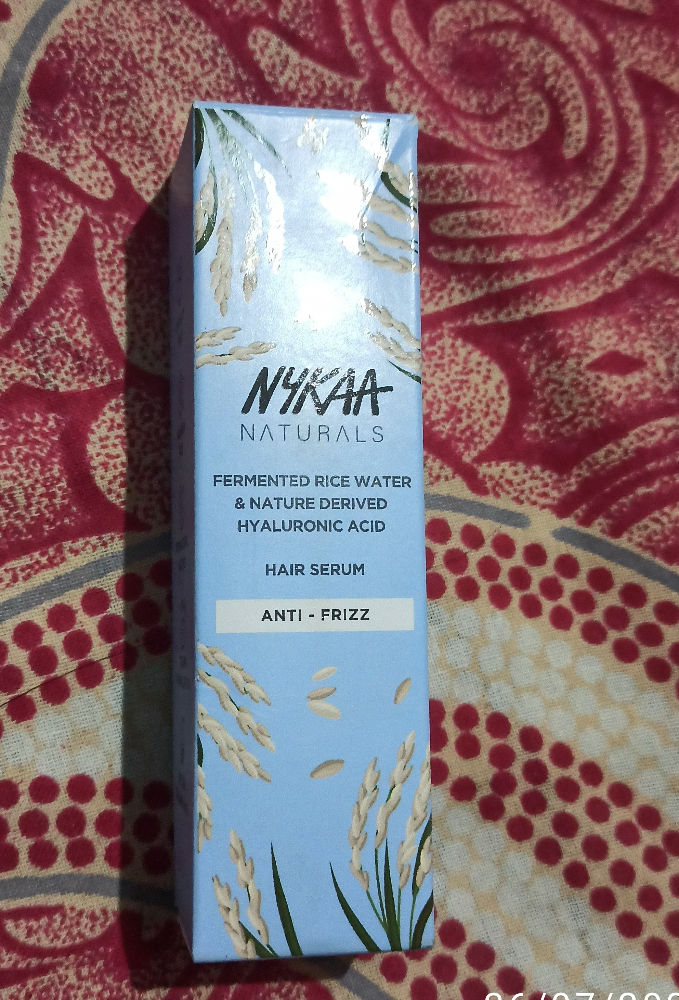 NYKAA
NATURALS
FERMENTED RICE WATER
& NATURE DERIVED
HYALURONIC ACID
HAIR SERUM
ANTI - FRIZZ